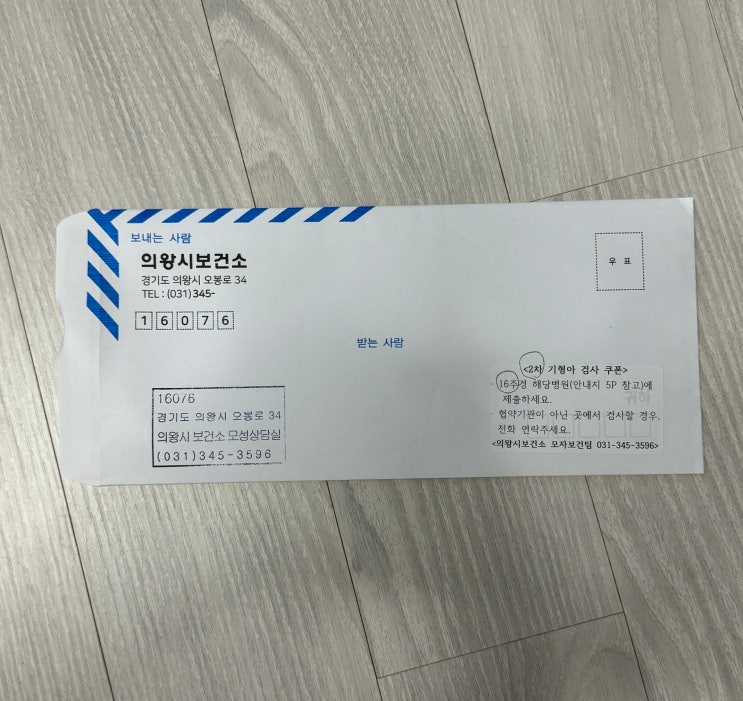 보내는 사람
의왕시보건소
경기도 의왕시 오봉로 34
TEL : (031) 345-
16076
우 표
받는 사람
<2차 기형아 검사 쿠폰>
· 16주경 해당병원(안내지 5P 참고)에
제출하세요.
귀하
· 협약기관이 아닌 곳에서 검사할 경우,
전화 연락주세요.
<의왕시보건소 모자보건팀 031-345-3596>
16076
경기도 의왕시 오봉로 34
의왕시 보건소 모성상담실
(031)345-3596